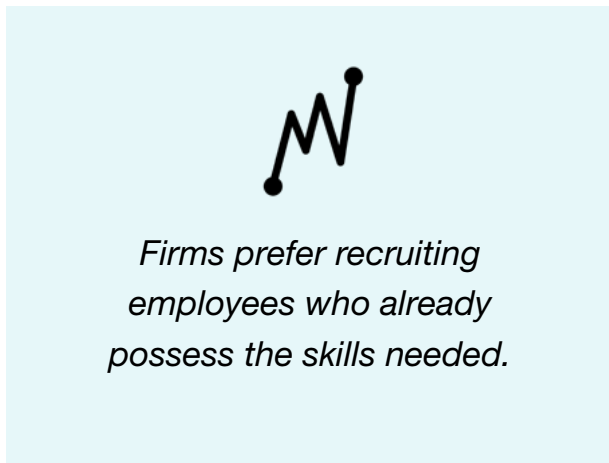 Firms prefer recruiting
employees who already
possess the skills needed.